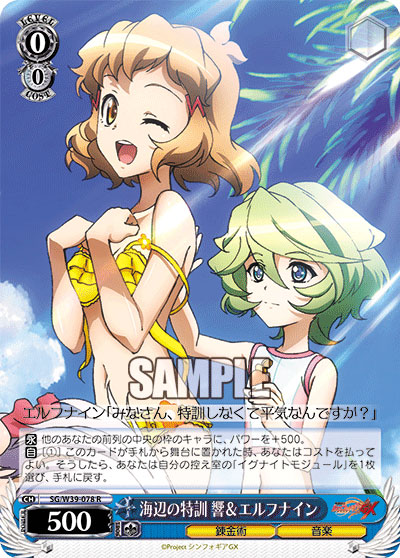 LEVEL
0
0
COST
SAMPLE
エルフナイン「みなさん、特訓しなくて平気なんですか?」
永 他のあなたの前列の中央の枠のキャラに、パワーを+500。
自 [①] このカードが手札から舞台に置かれた時、あなたはコストを払って
よい。そうしたら、あなたは自分の控え室の「イグナイトモジュール」を1枚
選び、手札に戻す。
CH SG/W39-078 R
POWER
500
海辺の特訓 響&エルフナイン
錬金術 音楽
©Project シンフォギアGX